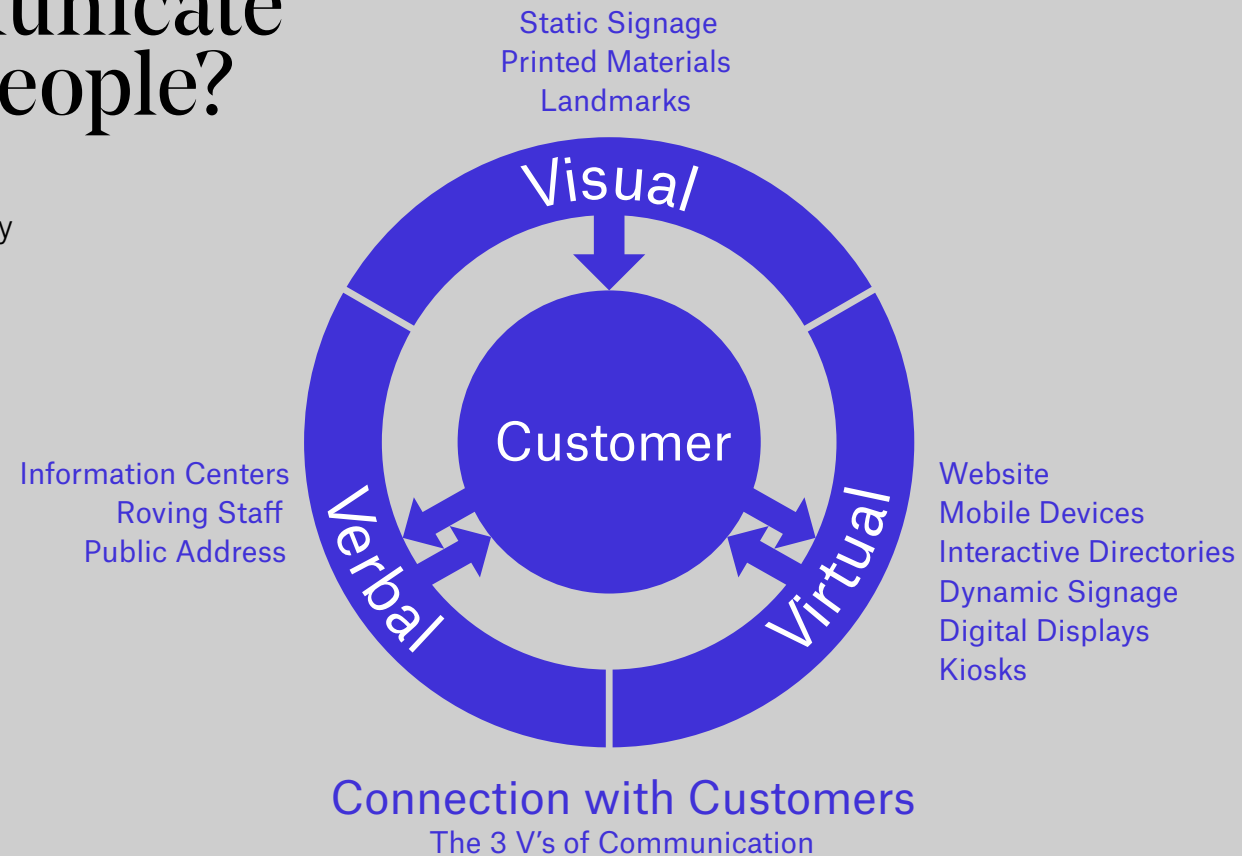 unicate
eople?
y
Static Signage
Printed Materials
Landmarks
Visual
Customer
Information Centers
Roving Staff
Public Address
Verbal
Virtual
Website
Mobile Devices
Interactive Directories
Dynamic Signage
Digital Displays
Kiosks
Connection with Customers
The 3 V's of Communication